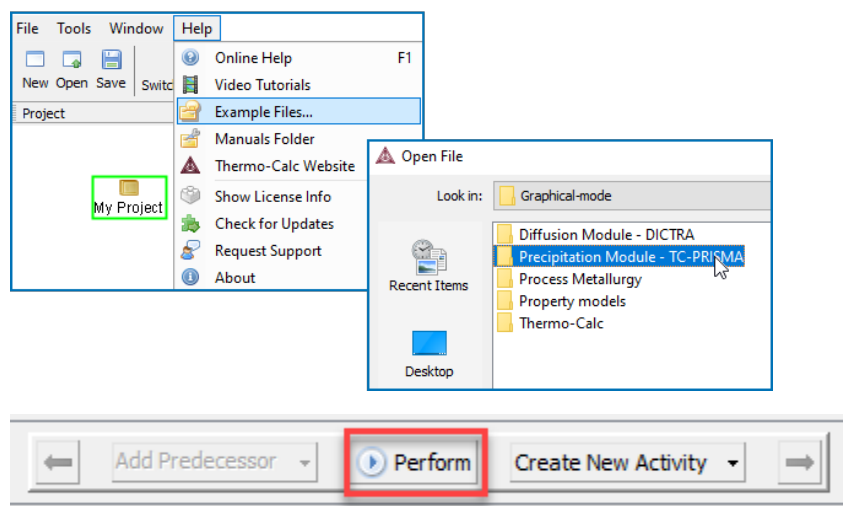 File Tools Window Help
New Open Save Switc
Project
My Project
Online Help F1
Video Tutorials
Example Files...
Manuals Folder
Thermo-Calc Website
Show License Info
Check for Updates
Request Support
About
Open File
Look in: Graphical-mode
Recent Items
Desktop
Diffusion Module - DICTRA
Precipitation Module - TC-PRISMA
Process Metallurgy
Property models
Thermo-Calc
Add Predecessor Perform Create New Activity